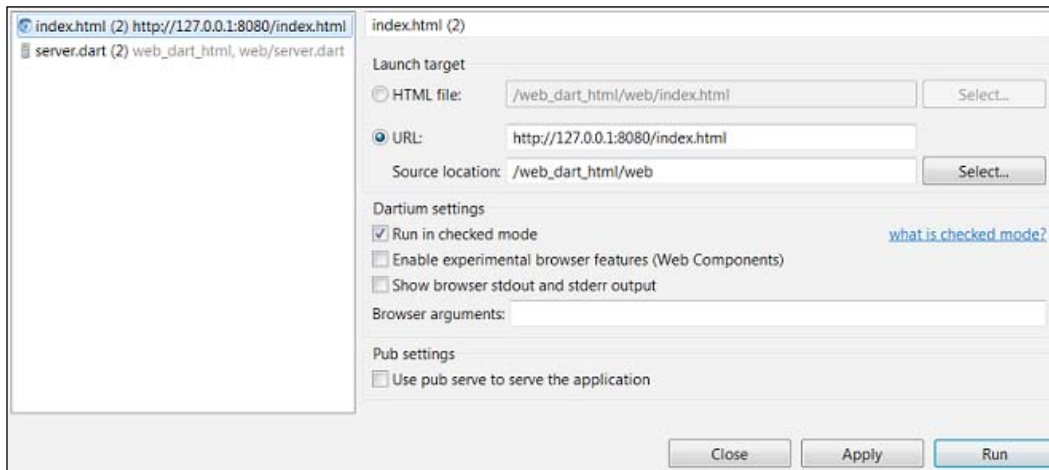 index.html (2) http://127.0.0.1:8080/index.html
server.dart (2) web_dart_html, web/server.dart
index.html (2)
Launch target
HTML file: /web_dart_html/web/index.html Select...
URL: http://127.0.0.1:8080/index.html
Source location: /web_dart_html/web Select...
Dartium settings
Run in checked mode what is checked mode?
Enable experimental browser features (Web Components)
Show browser stdout and stderr output
Browser arguments:
Pub settings
Use pub serve to serve the application
Close Apply Run